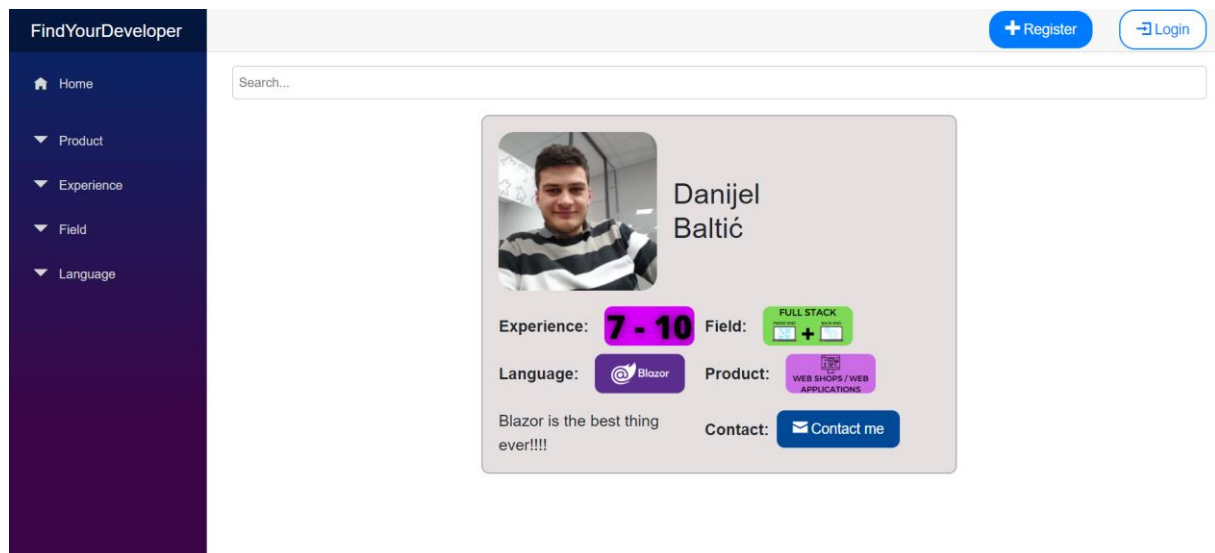 FindYourDeveloper
Register
Login
Home
Search...
Product
Experience
Field
Language
Danijel
Baltić
Experience: 7 - 10 Field: FULL STACK
Language: Blazor Product: WEB SHOPS / WEB
APPLICATIONS
Blazor is the best thing
ever!!!!
Contact: Contact me